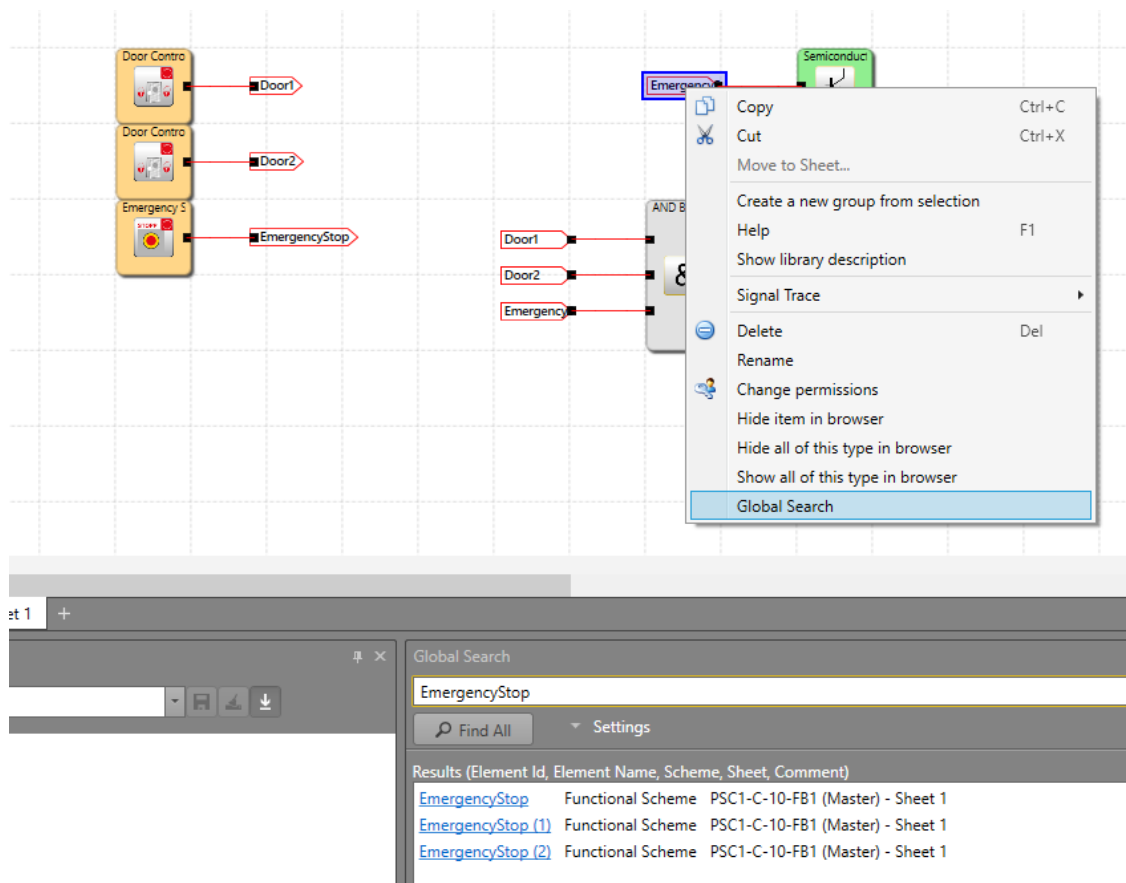 Door Contro
Door1
Door Contro
Door2
Emergency S
STOPP
EmergencyStop
Emergency
Semiconduct
AND B
Door1
Door2
Emergency
&
Copy Ctrl+C
Cut Ctrl+X
Move to Sheet...
Create a new group from selection
Help F1
Show library description
Signal Trace
Delete Del
Rename
Change permissions
Hide item in browser
Hide all of this type in browser
Show all of this type in browser
Global Search
et 1 +
Global Search
EmergencyStop
Find All Settings
Results (Element Id, Element Name, Scheme, Sheet, Comment)
EmergencyStop Functional Scheme PSC1-C-10-FB1 (Master) - Sheet 1
EmergencyStop (1) Functional Scheme PSC1-C-10-FB1 (Master) - Sheet 1
EmergencyStop (2) Functional Scheme PSC1-C-10-FB1 (Master) - Sheet 1